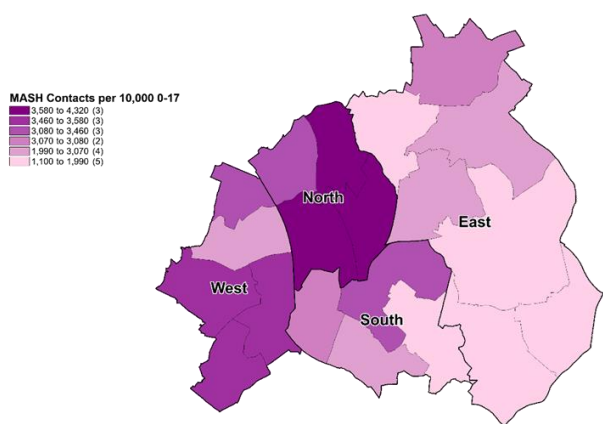 MASH Contacts per 10,000 0-17
3,580 to 4,320 (3)
3,460 to 3,580 (3)
3,080 to 3,460 (3)
3,070 to 3,080 (2)
1,990 to 3,070 (4)
1,100 to 1,990 (5)
North
East
West
South